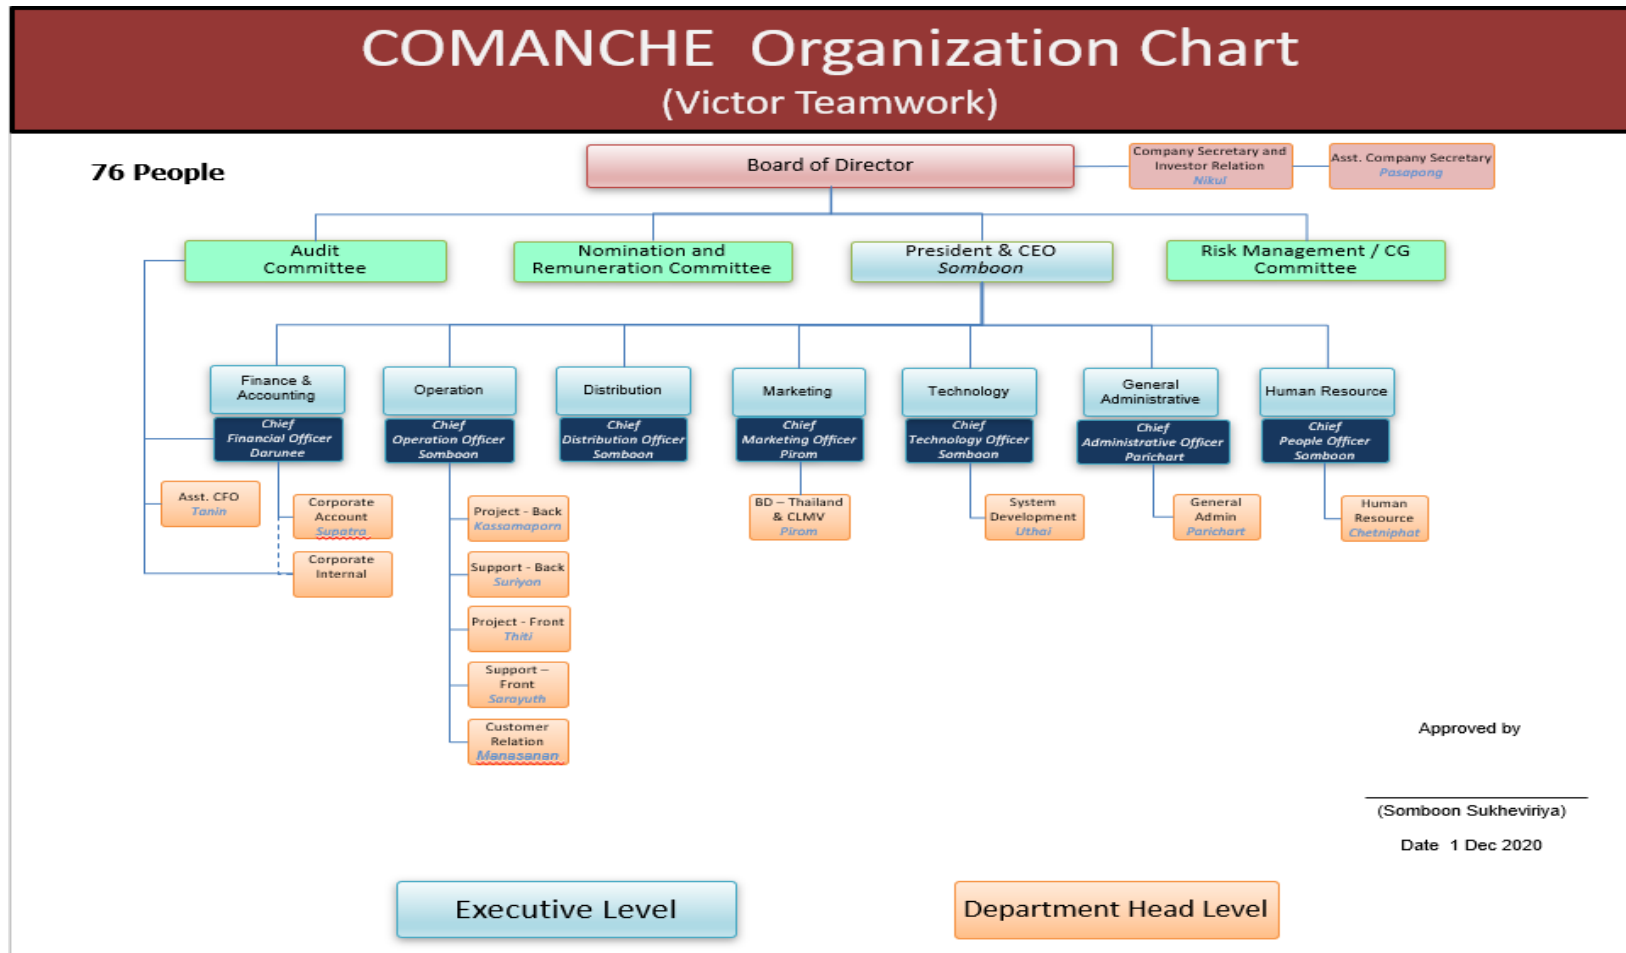 COMANCHE Organization Chart
(Victor Teamwork)
76 People
Board of Director
Company Secretary and
Investor Relation
Nikul
Asst. Company Secretary
Pasapong
Audit
Committee
Nomination and
Remuneration Committee
President & CEO
Somboon
Risk Management / CG
Committee
Finance &
Accounting
Chief
Financial Officer
Darunee
Operation
Chief
Operation Officer
Somboon
Distribution
Chief
Distribution Officer
Somboon
Marketing
Chief
Marketing Officer
Pirom
Technology
Chief
Technology Officer
Somboon
General
Administrative
Chief
Administrative Officer
Parichart
Human Resource
Chief
People Officer
Somboon
Asst. CFO
Tanin
Corporate
Account
Supatra
Corporate
Internal
Project - Back
Kassamaporn
Support - Back
Suriyon
Project - Front
Thiti
Support –
Front
Sarayuth
Customer
Relation
Manasanan
BD – Thailand
& CLMV
Pirom
System
Development
Uthai
General
Admin
Parichart
Human
Resource
Chetniphat
Approved by
(Somboon Sukheviriya)
Date 1 Dec 2020
Executive Level
Department Head Level